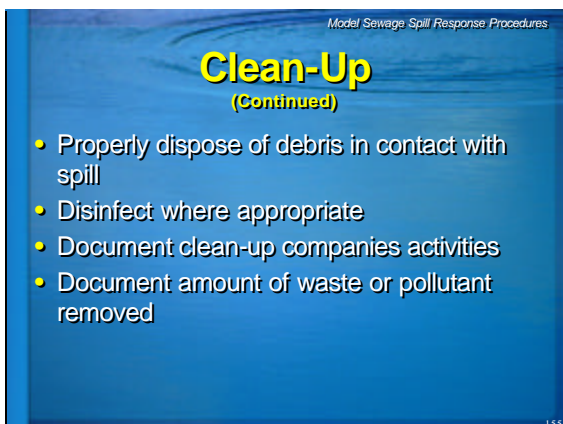 Model Sewage Spill Response Procedures
Clean-Up
(Continued)
• Properly dispose of debris in contact with
spill
• Disinfect where appropriate
• Document clean-up companies activities
• Document amount of waste or pollutant
removed